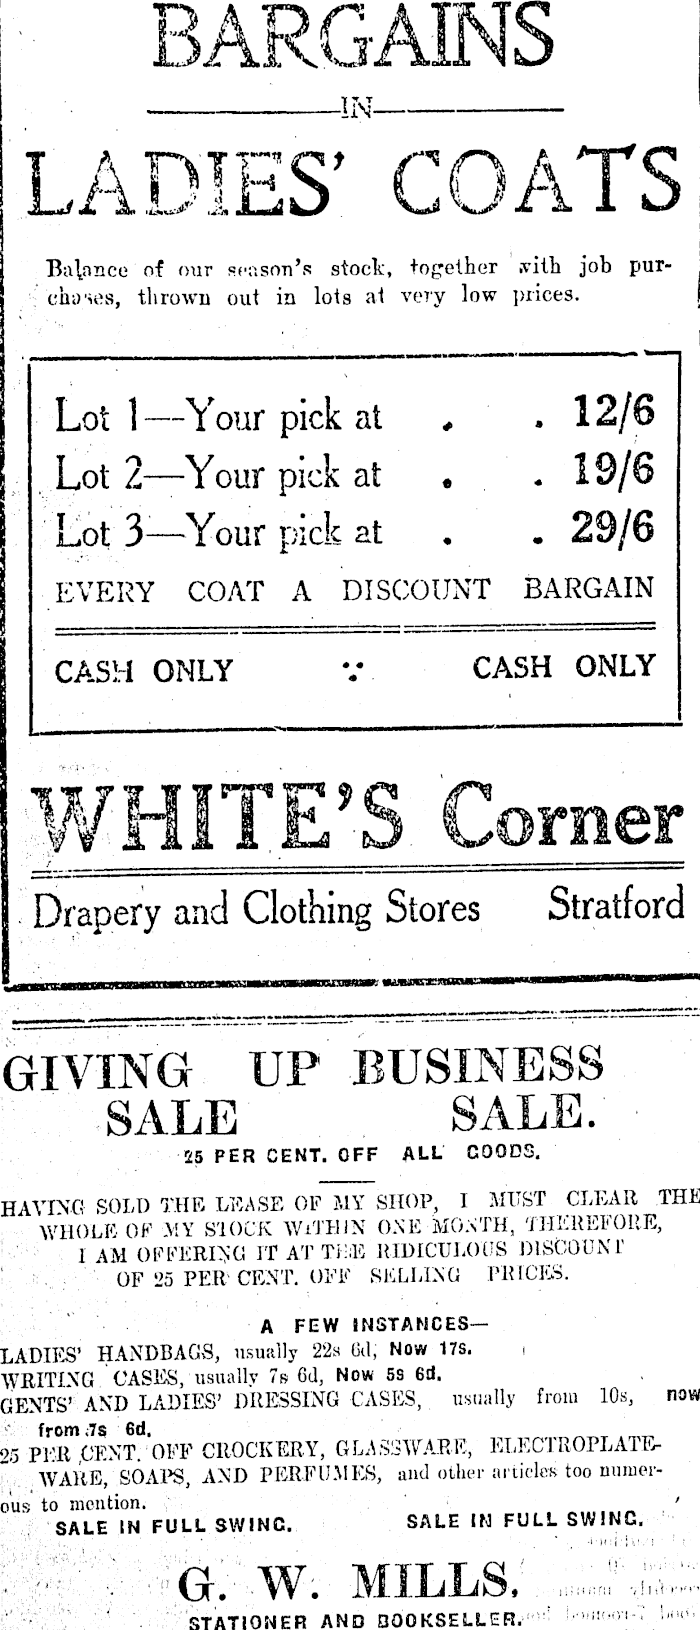 BARGAINS
IN
LADIES' COATS
Balance of our season's stock, together with job pur-
chases, thrown out in lots at very low prices.
Lot 1—Your pick at . . 12/6
Lot 2—Your pick at . . 19/6
Lot 3—Your pick at . . 29/6
EVERY COAT A DISCOUNT BARGAIN
CASH ONLY CASH ONLY
WHITE'S Corner
Drapery and Clothing Stores Stratford
GIVING UP BUSINESS
SALE SALE.
25 PER CENT. OFF ALL GOODS.
HAVING SOLD THE LEASE OF MY SHOP, I MUST CLEAR THE
WHOLE OF MY STOCK WITHIN ONE MONTH, THEREFORE,
I AM OFFERING IT AT THE RIDICULOUS DISCOUNT
OF 25 PER CENT. OFF SELLING PRICES.
A FEW INSTANCES—
LADIES' HANDBAGS, usually 22s 6d, Now 17s.
WRITING CASES, usually 7s 6d, Now 5s 6d.
GENTS' AND LADIES' DRESSING CASES, usually from 10s, now
from 7s 6d.
25 PER CENT. OFF CROCKERY, GLASSWARE, ELECTROPLATE-
WARE, SOAPS, AND PERFUMES, and other articles too numer-
ous to mention.
SALE IN FULL SWING. SALE IN FULL SWING.
G. W. MILLS,
STATIONER AND BOOKSELLER.